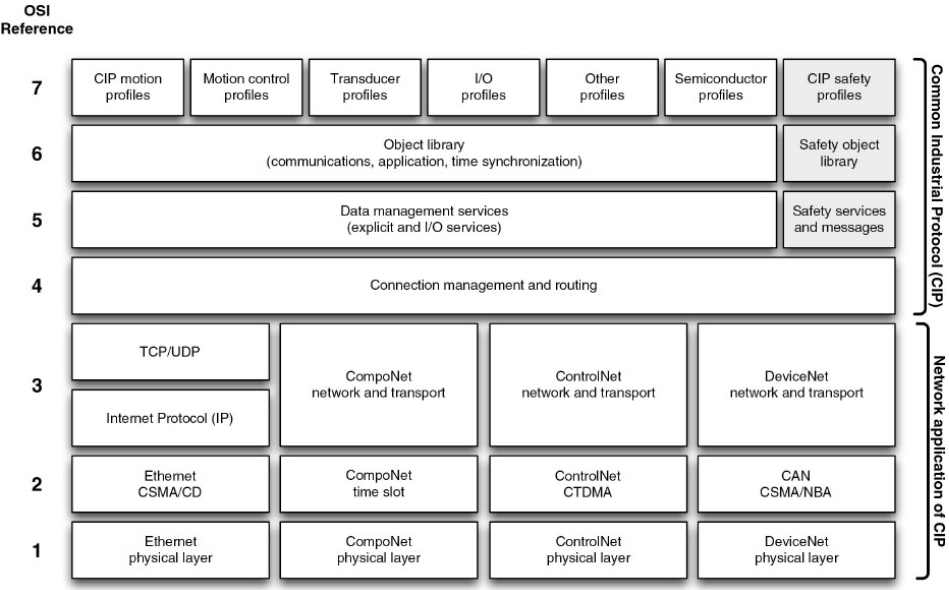 OSI
Reference
7
CIP motion
profiles
Motion control
profiles
Transducer
profiles
I/O
profiles
Other
profiles
Semiconductor
profiles
CIP safety
profiles
6
Object library
(communications, application, time synchronization)
Safety object
library
5
Data management services
(explicit and I/O services)
Safety services
and messages
4
Connection management and routing
Common Industrial Protocol (CIP)
3
TCP/UDP
Internet Protocol (IP)
CompoNet
network and transport
ControlNet
network and transport
DeviceNet
network and transport
2
Ethernet
CSMA/CD
CompoNet
time slot
ControlNet
CTDMA
CAN
CSMA/NBA
1
Ethernet
physical layer
CompoNet
physical layer
ControlNet
physical layer
DeviceNet
physical layer
Network application of CIP